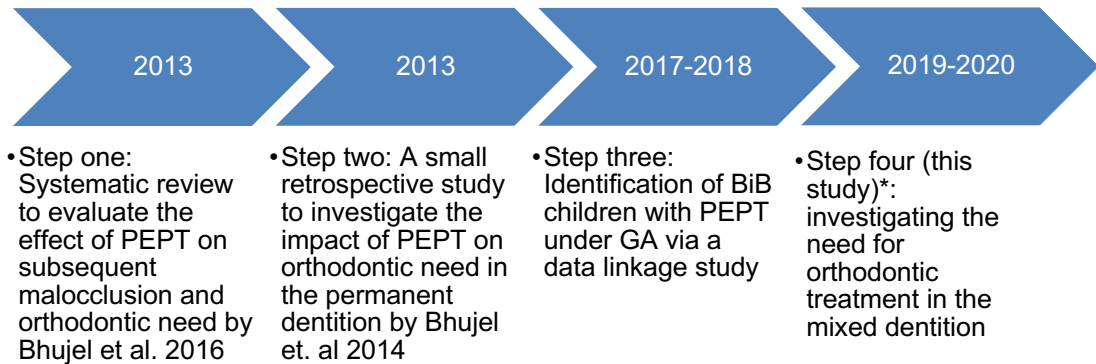 2013
2013
2017-2018
2019-2020
•Step one:
Systematic review
to evaluate the
effect of PEPT on
subsequent
malocclusion and
orthodontic need by
Bhujel et al. 2016
•Step two: A small
retrospective study
to investigate the
impact of PEPT on
orthodontic need in
the permanent
dentition by Bhujel
et. al 2014
•Step three:
Identification of BiB
children with PEPT
under GA via a
data linkage study
•Step four (this
study)*:
investigating the
need for
orthodontic
treatment in the
mixed dentition